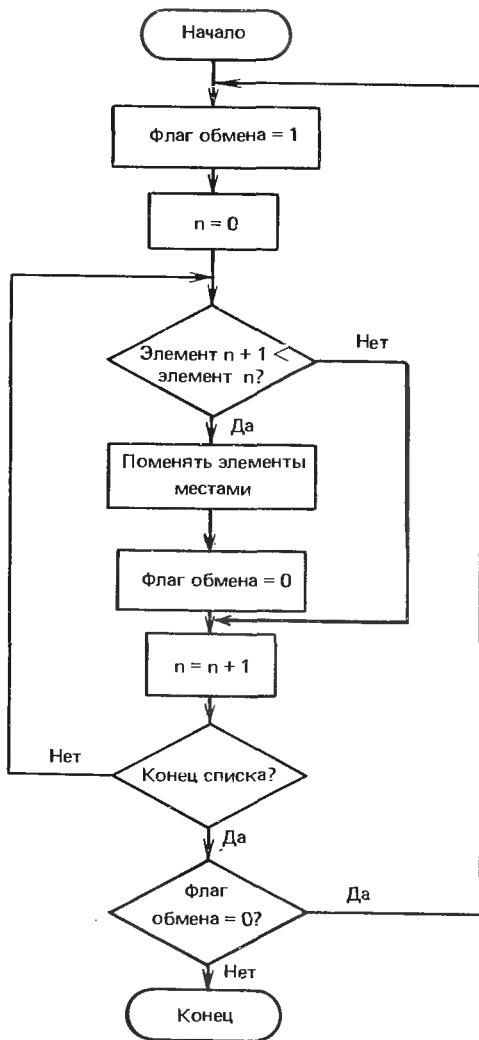 Начало
Флаг обмена = 1
n = 0
Элемент n + 1 <
элемент n?
Нет
Да
Поменять элементы
местами
Флаг обмена = 0
n = n + 1
Нет
Конец списка?
Да
Флаг
обмена = 0?
Да
Нет
Конец